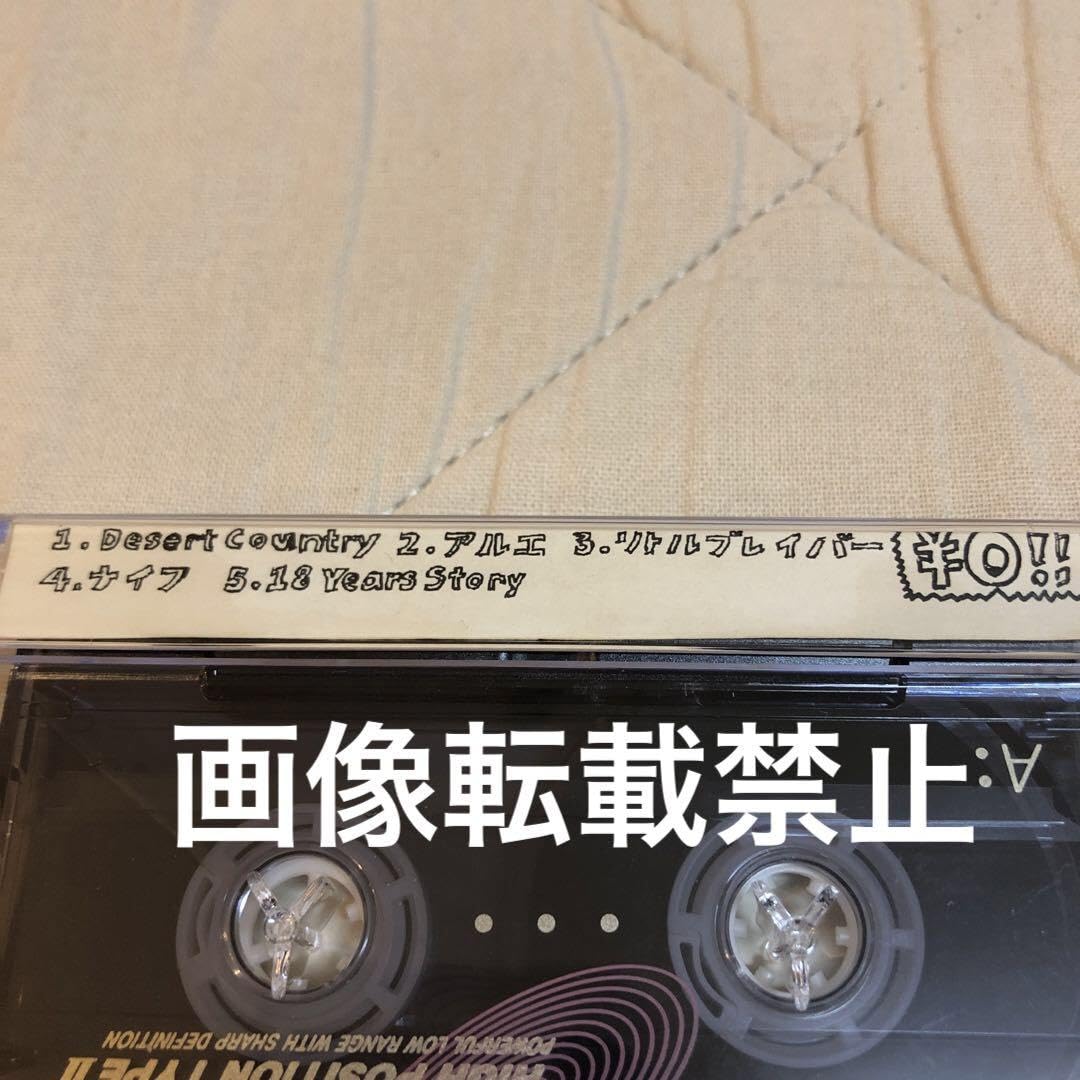 1. Desert Country 2. アルエ 3. リトルブレイバー ¥0!!
4. ナイフ 5. 18 Years Story
画像転載禁止
A:
POWERFUL LOW RANGE WITH SHARP DEFINITION
HIGH POSITION TYPE II